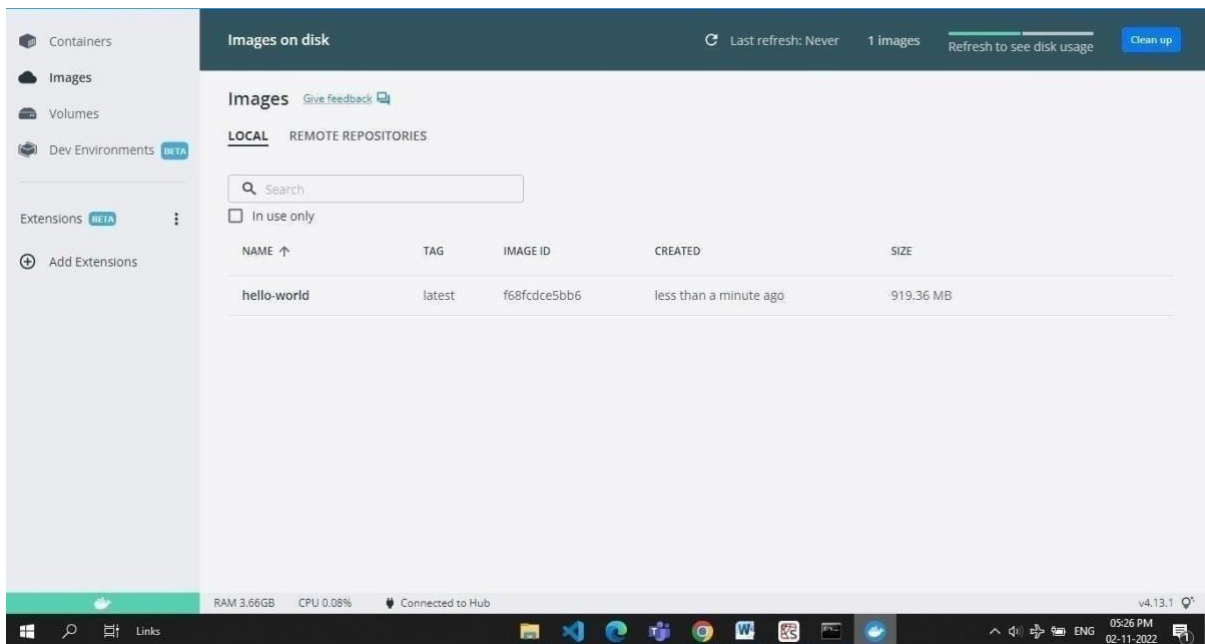 Containers
Images
Volumes
Dev Environments BETA
Extensions BETA
Add Extensions
Images on disk
Last refresh: Never
1 images
Refresh to see disk usage
Clean up
Images Give feedback
LOCAL REMOTE REPOSITORIES
Search
In use only
NAME TAG IMAGE ID CREATED SIZE
hello-world latest f68fcdce5bb6 less than a minute ago 919.36 MB
RAM 3.66GB CPU 0.08% Connected to Hub v4.13.1
Links ENG 05:26 PM
02-11-2022